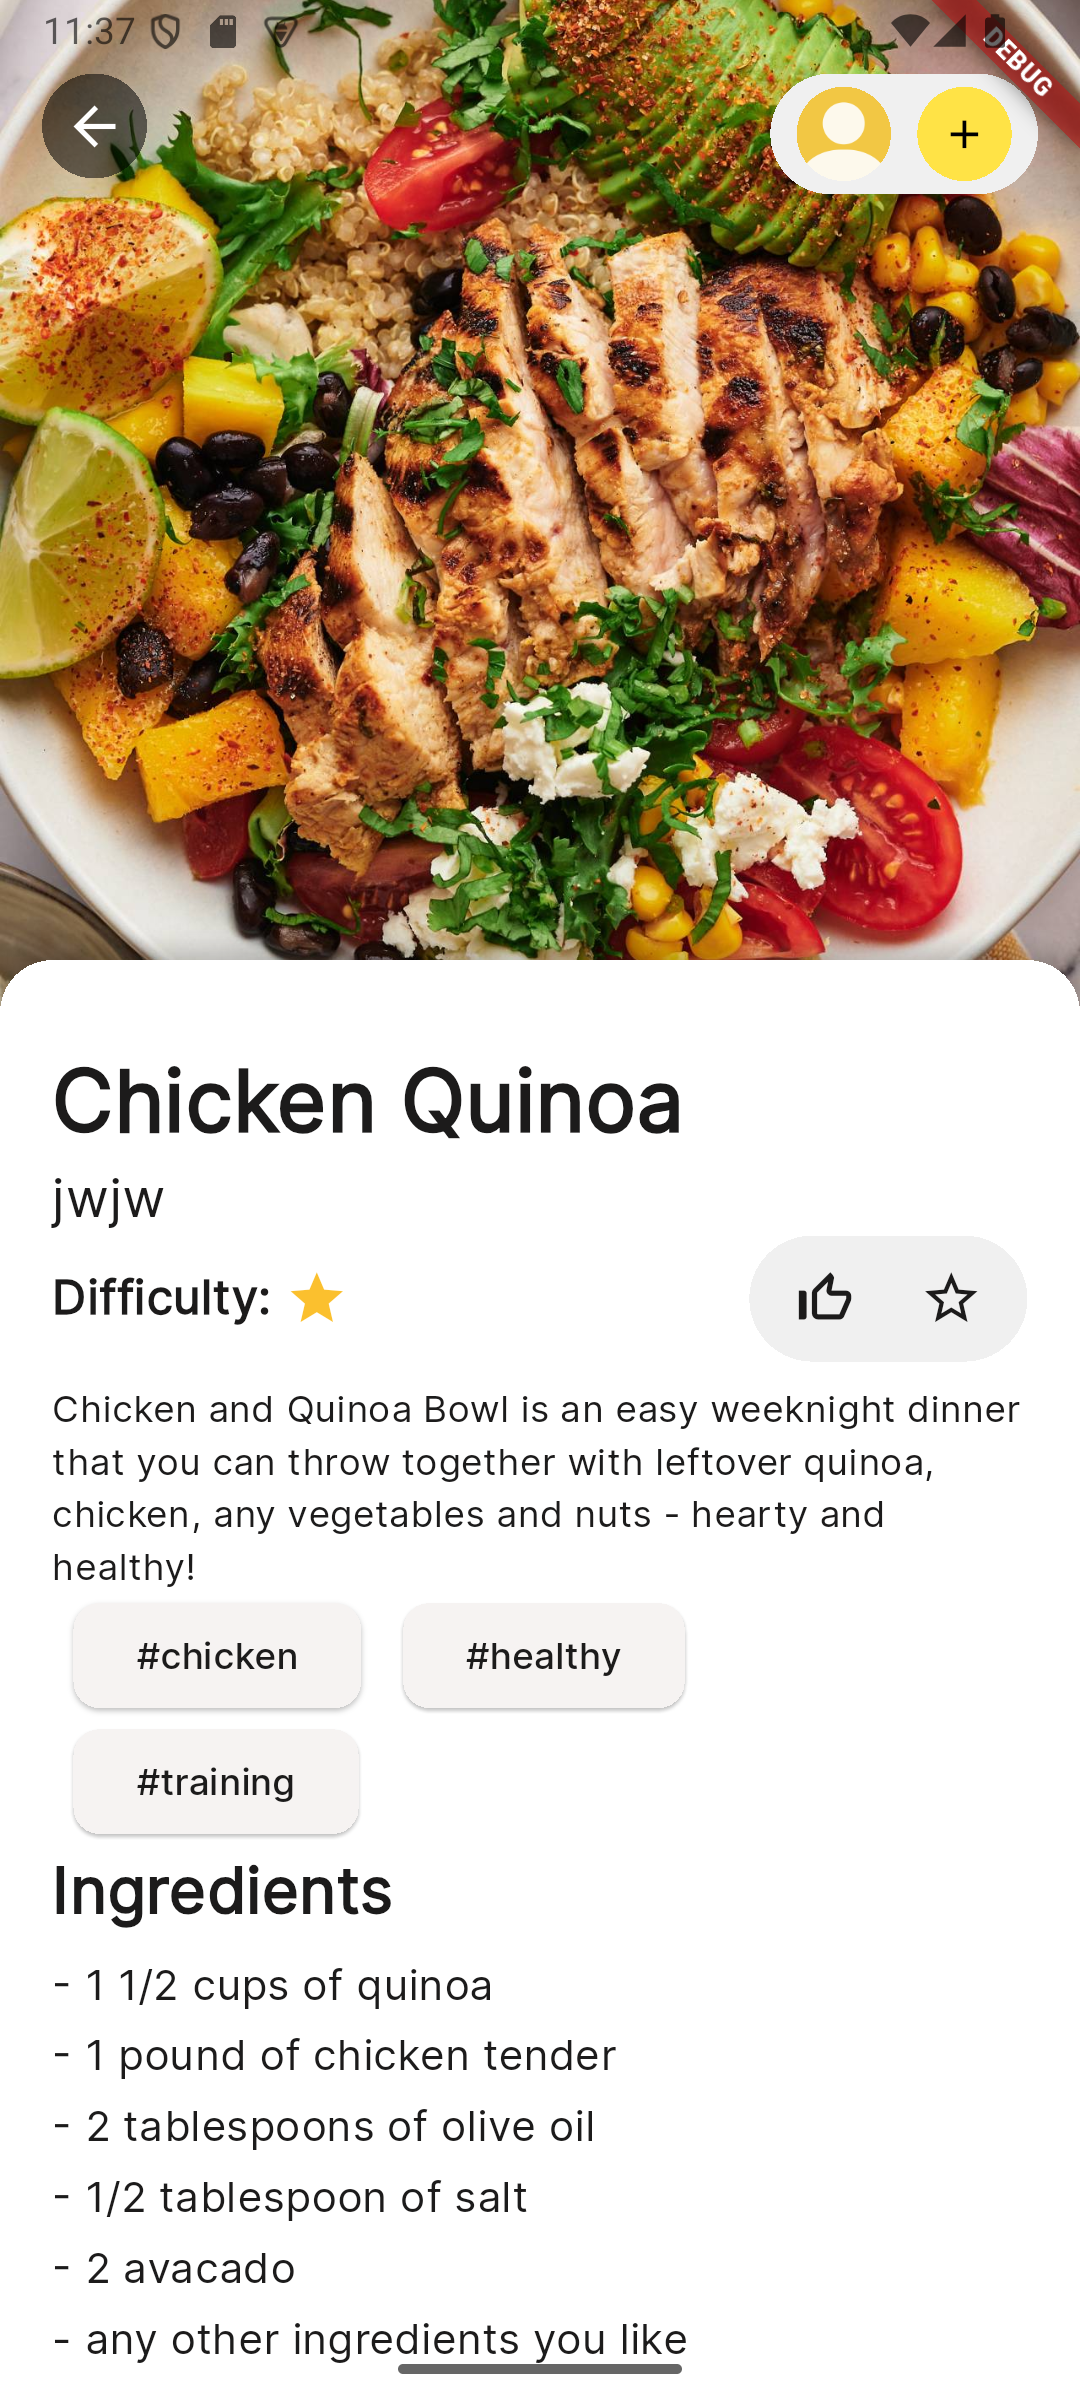 11:37
DEBUG
Chicken Quinoa
jwjw
Difficulty:
Chicken and Quinoa Bowl is an easy weeknight dinner
that you can throw together with leftover quinoa,
chicken, any vegetables and nuts - hearty and
healthy!
#chicken #healthy
#training
Ingredients
- 1 1/2 cups of quinoa
- 1 pound of chicken tender
- 2 tablespoons of olive oil
- 1/2 tablespoon of salt
- 2 avacado
- any other ingredients you like